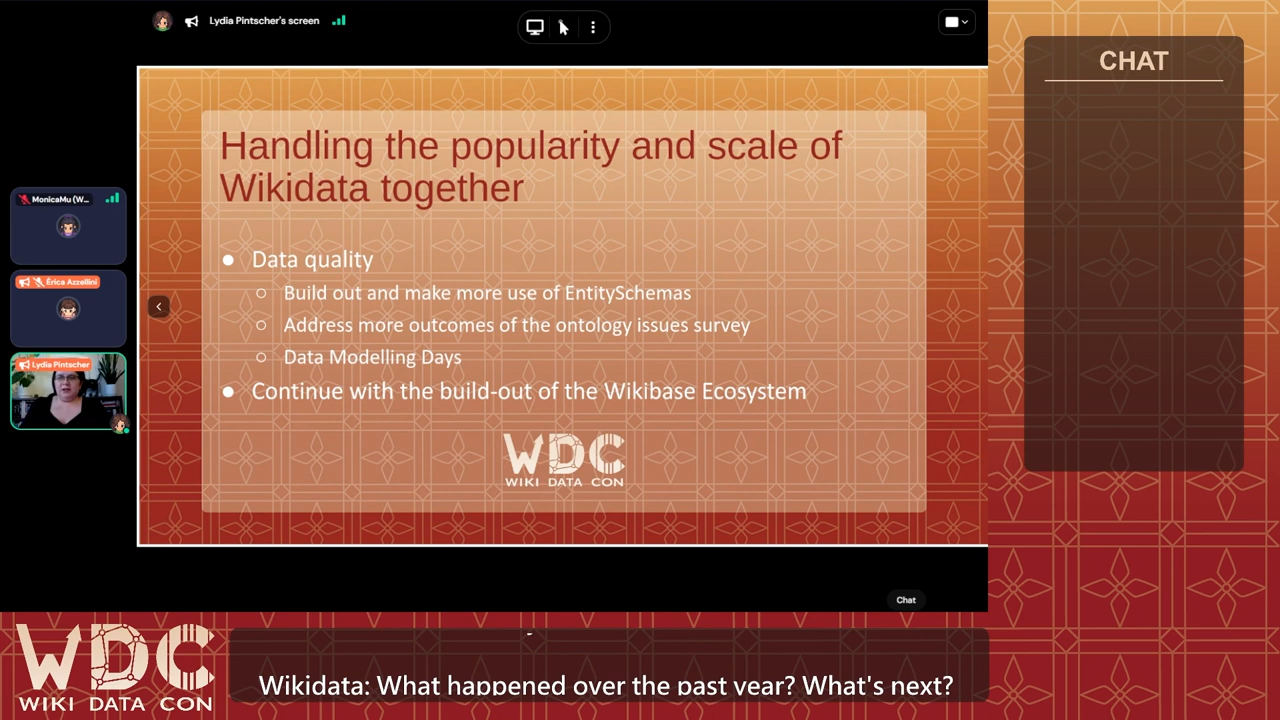 Lydia Pintscher's screen
CHAT
Handling the popularity and scale of
Wikidata together
MonicaMu (W...
Érica Azzellini
Lydia Pintscher
● Data quality
○ Build out and make more use of EntitySchemas
○ Address more outcomes of the ontology issues survey
○ Data Modelling Days
● Continue with the build-out of the Wikibase Ecosystem
WDC
WIKI DATA CON
Chat
WDC
WIKI DATA CON
Wikidata: What happened over the past year? What's next?